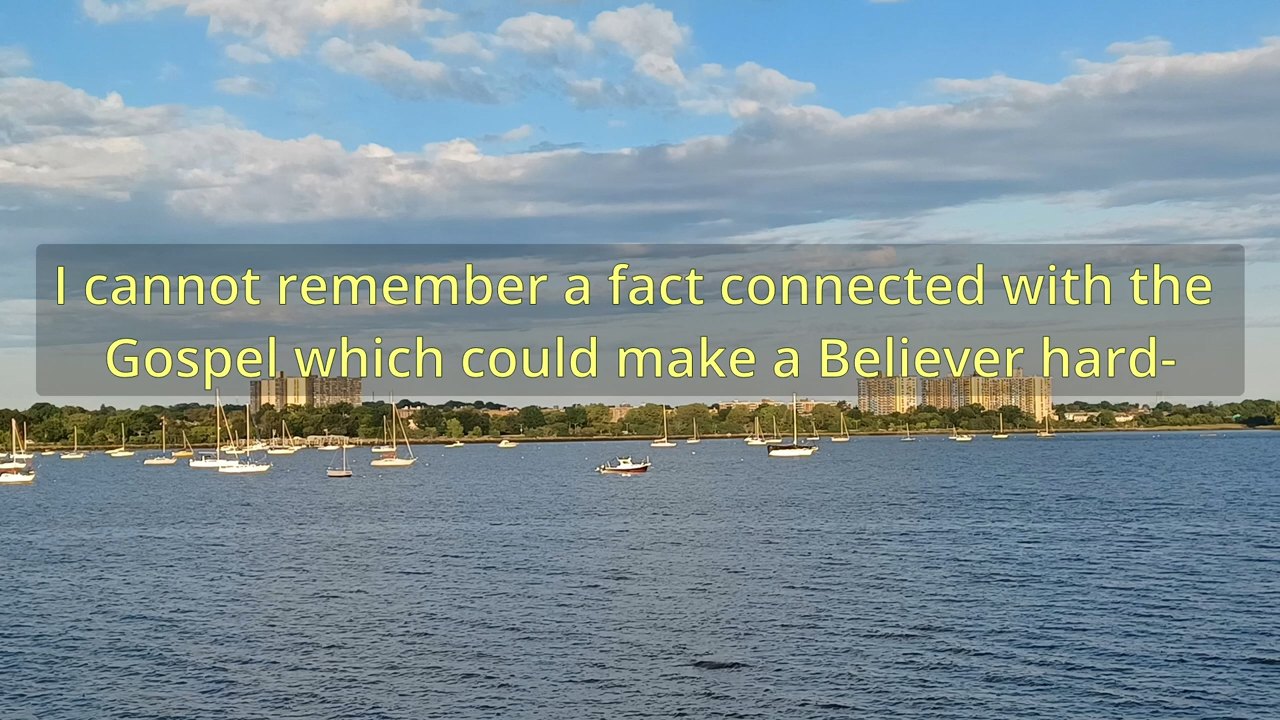 I cannot remember a fact connected with the
Gospel which could make a Believer hard-